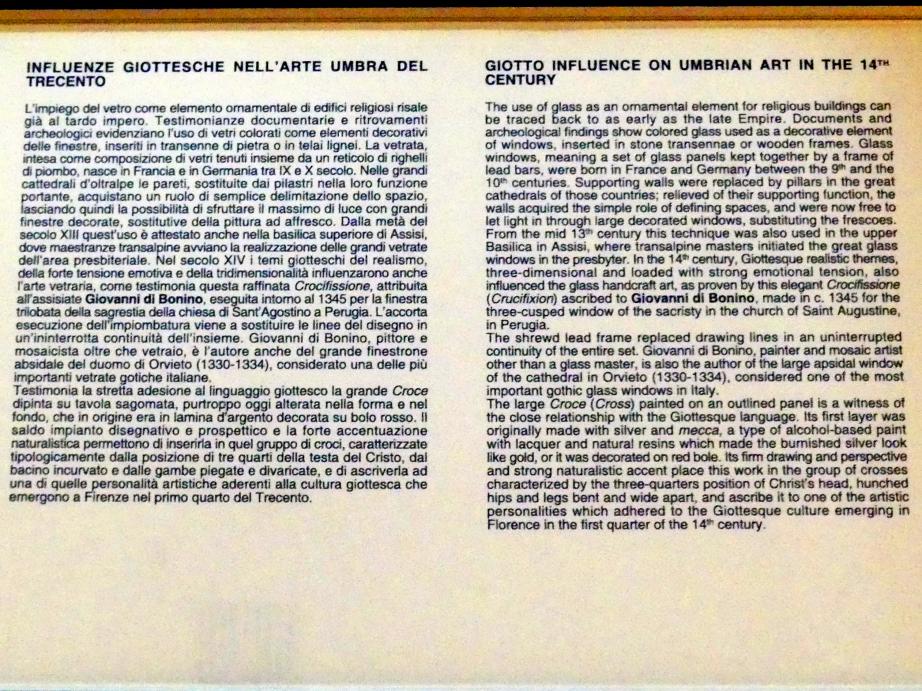 INFLUENZE GIOTTESCHE NELL'ARTE UMBRA DEL
TRECENTO
L'impiego del vetro come elemento ornamentale di edifici religiosi risale
già al tardo impero. Testimonianze documentarie e ritrovamenti
archeologici evidenziano l'uso di vetri colorati come elementi decorativi
delle finestre, inseriti in transenne di pietra o in telai lignei. La vetrata,
intesa come composizione di vetri tenuti insieme da un reticolo di righelli
di piombo, nasce in Francia e in Germania tra IX e X secolo. Nelle grandi
cattedrali d'oltralpe le pareti, sostituite dai pilastri nella loro funzione
portante, acquistano un ruolo di semplice delimitazione dello spazio,
lasciando quindi la possibilità di sfruttare il massimo di luce con grandi
finestre decorate, sostitutive della pittura ad affresco. Dalla metà del
secolo XIII quest'uso è attestato anche nella basilica superiore di Assisi,
dove maestranze transalpine avviano la realizzazione delle grandi vetrate
dell'area presbiteriale. Nel secolo XIV i temi giotteschi del realismo,
della forte tensione emotiva e della tridimensionalità influenzarono anche
l'arte vetraria, come testimonia questa raffinata Crocifissione, attribuita
all'assisiate Giovanni di Bonino, eseguita intorno al 1345 per la finestra
trilobata della sagrestia della chiesa di Sant'Agostino a Perugia. L'accorta
esecuzione dell'impiombatura viene a sostituire le linee del disegno in
un'ininterrotta continuità dell'insieme. Giovanni di Bonino, pittore e
mosaicista oltre che vetraio, è l'autore anche del grande finestrone
absidale del duomo di Orvieto (1330-1334), considerato una delle più
importanti vetrate gotiche italiane.
Testimonia la stretta adesione al linguaggio giottesco la grande Croce
dipinta su tavola sagomata, purtroppo oggi alterata nella forma e nel
fondo, che in origine era in lamina d'argento decorata su bolo rosso. Il
saldo impianto disegnativo e prospettico e la forte accentuazione
naturalistica permettono di inserirla in quel gruppo di croci, caratterizzate
tipologicamente dalla posizione di tre quarti della testa del Cristo, dal
bacino incurvato e dalle gambe piegate e divaricate, e di ascriverla ad
una di quelle personalità artistiche aderenti alla cultura giottesca che
emergono a Firenze nel primo quarto del Trecento.
GIOTTO INFLUENCE ON UMBRIAN ART IN THE 14TH
CENTURY
The use of glass as an ornamental element for religious buildings can
be traced back to as early as the late Empire. Documents and
archeological findings show colored glass used as a decorative element
of windows, inserted in stone transennae or wooden frames. Glass
windows, meaning a set of glass panels kept together by a frame of
lead bars, were born in France and Germany between the 9th and the
10th centuries. Supporting walls were replaced by pillars in the great
cathedrals of those countries; relieved of their supporting function, the
walls acquired the simple role of defining spaces, and were now free to
let light in through large decorated windows, substituting the frescoes.
From the mid 13th century this technique was also used in the upper
Basilica in Assisi, where transalpine masters initiated the great glass
windows in the presbyter. In the 14th century, Giottesque realistic themes,
three-dimensional and loaded with strong emotional tension, also
influenced the glass handcraft art, as proven by this elegant Crocifissione
(Crucifixion) ascribed to Giovanni di Bonino, made in c. 1345 for the
three-cusped window of the sacristy in the church of Saint Augustine,
in Perugia.
The shrewd lead frame replaced drawing lines in an uninterrupted
continuity of the entire set. Giovanni di Bonino, painter and mosaic artist
other than a glass master, is also the author of the large apsidal window
of the cathedral in Orvieto (1330-1334), considered one of the most
important gothic glass windows in Italy.
The large Croce (Cross) painted on an outlined panel is a witness of
the close relationship with the Giottesque language. Its first layer was
originally made with silver and mecca, a type of alcohol-based paint
with lacquer and natural resins which made the burnished silver look
like gold, or it was decorated on red bole. Its firm drawing and perspective
and strong naturalistic accent place this work in the group of crosses
characterized by the three-quarters position of Christ's head, hunched
hips and legs bent and wide apart, and ascribe it to one of the artistic
personalities which adhered to the Giottesque culture emerging in
Florence in the first quarter of the 14th century.